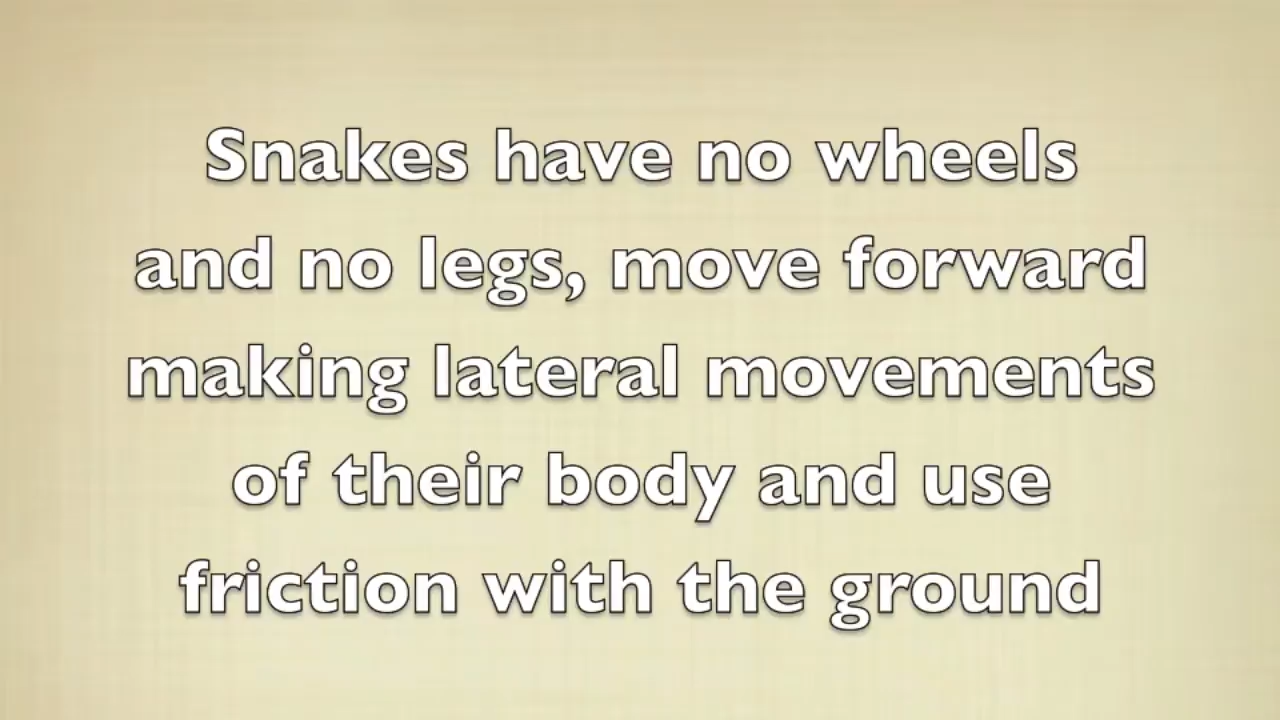 Snakes have no wheels
and no legs, move forward
making lateral movements
of their body and use
friction with the ground